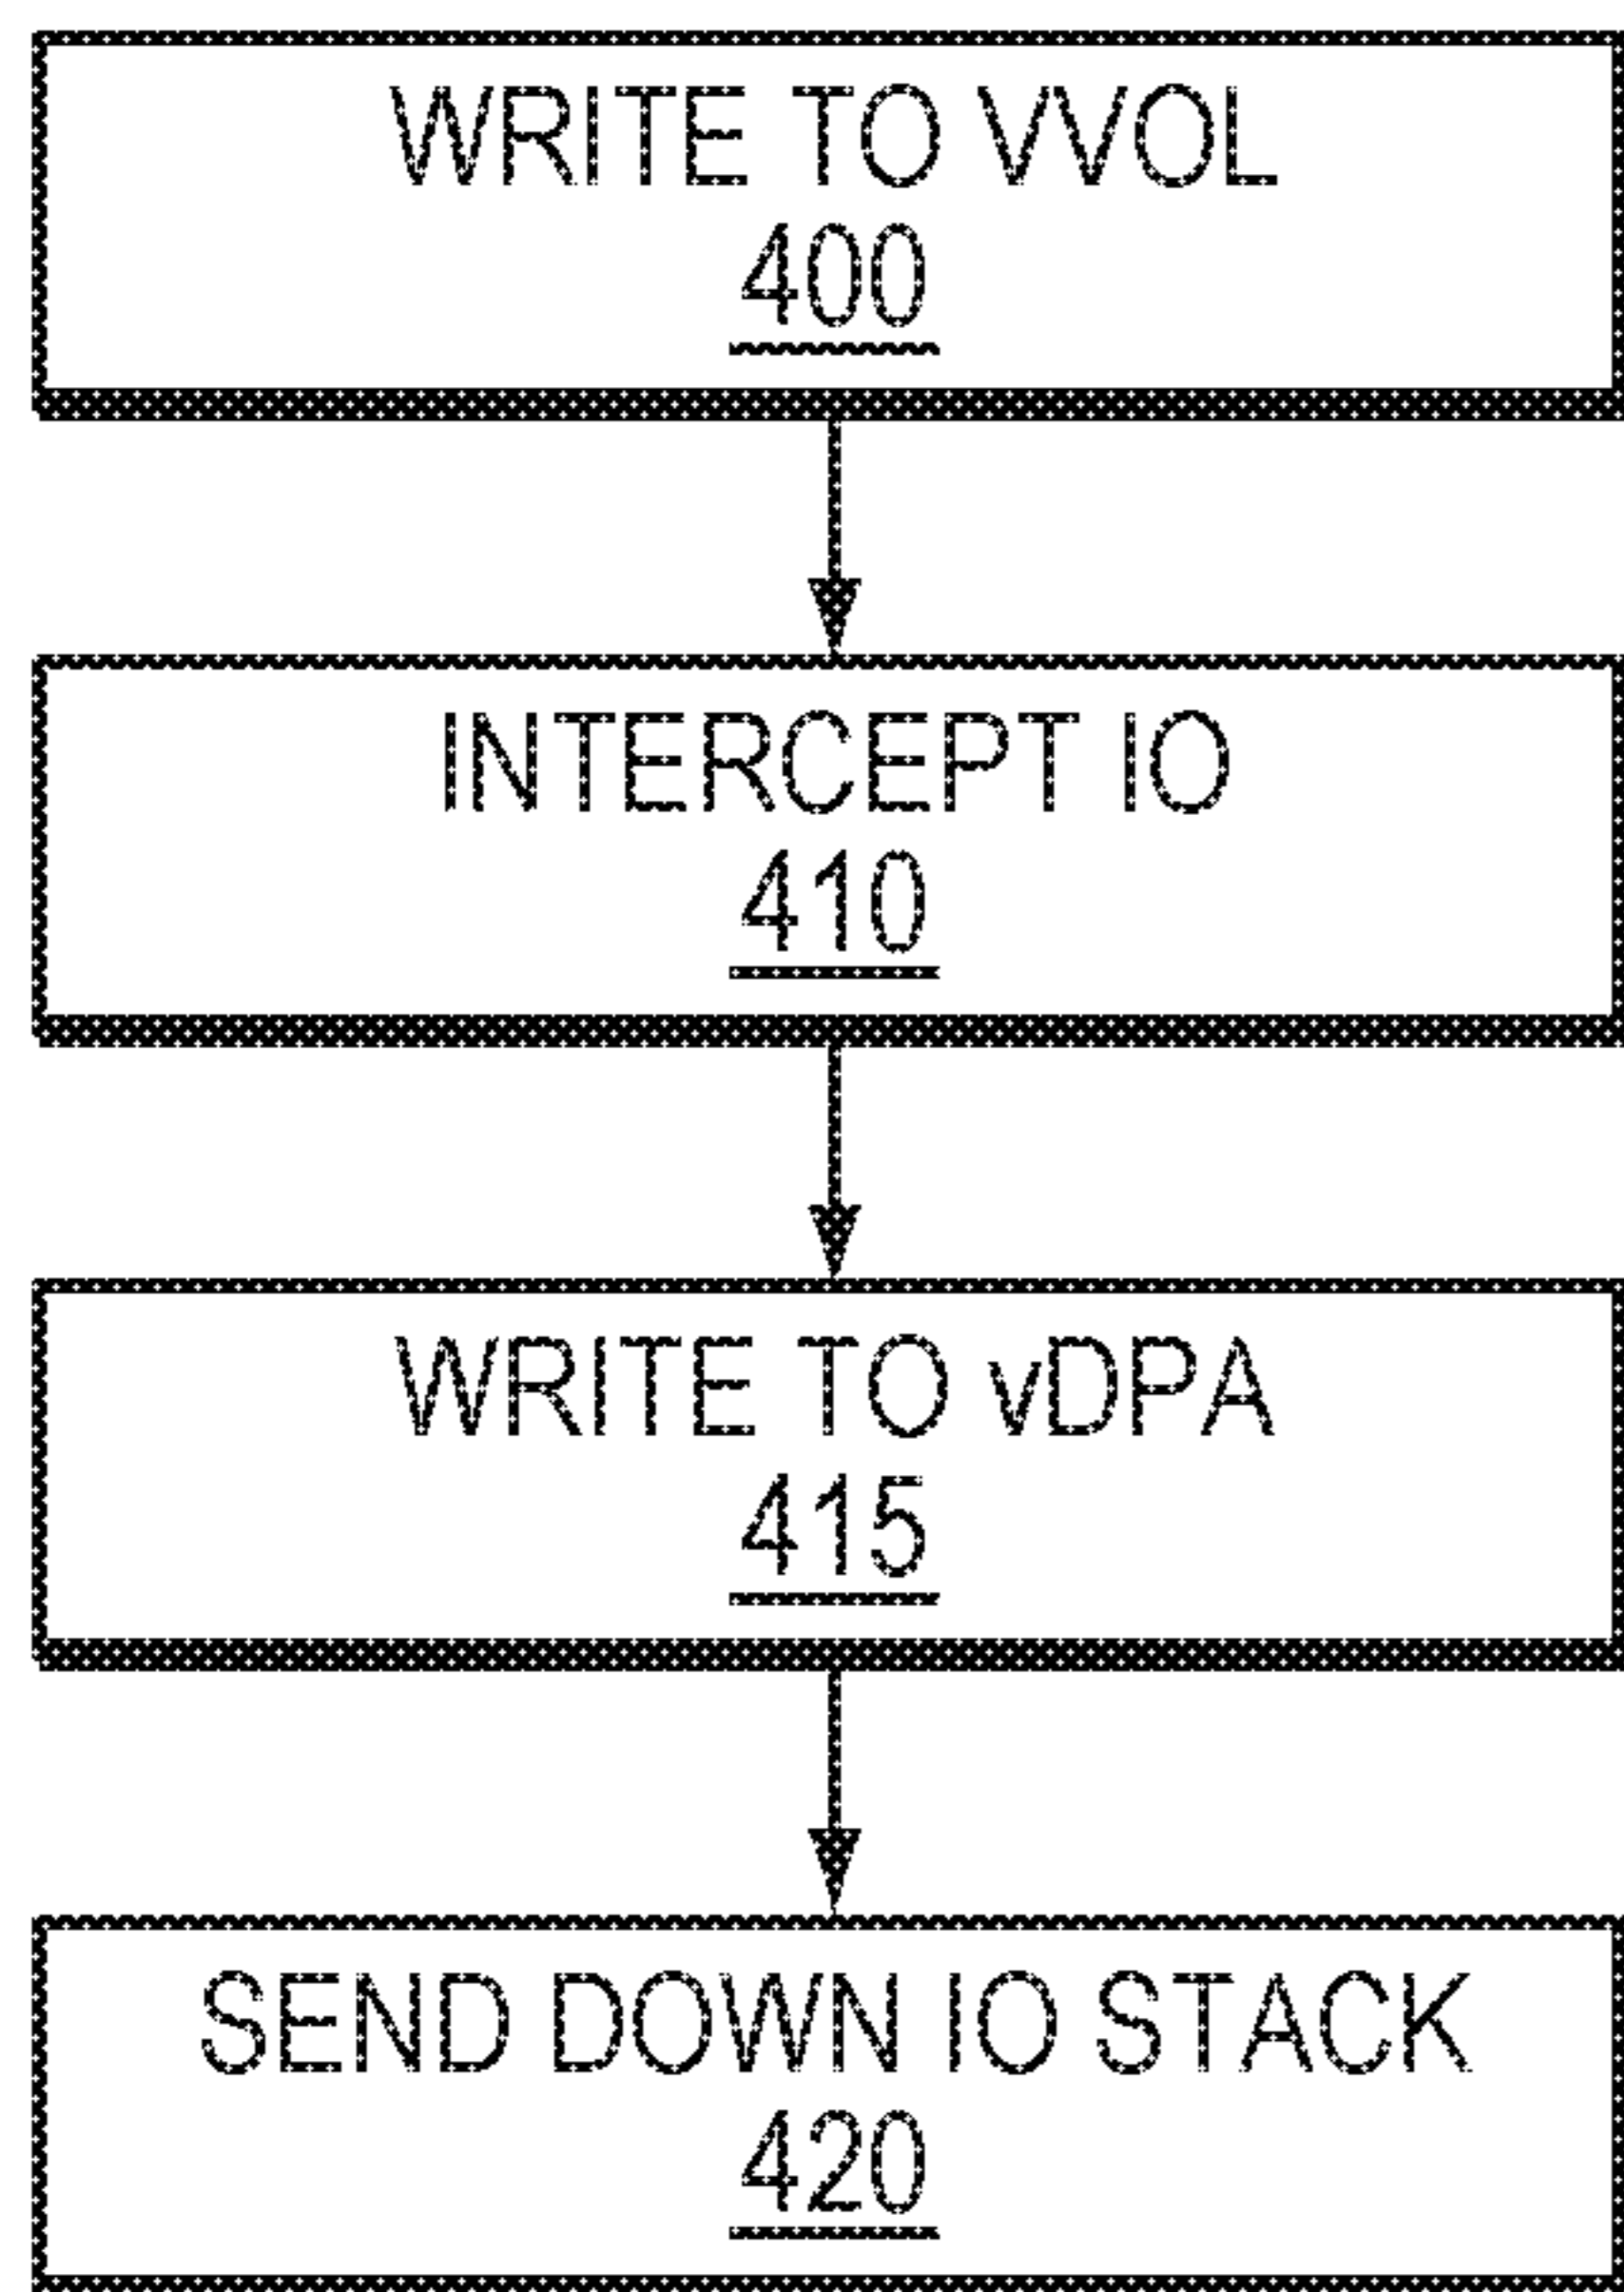 WRITE TO VVOL
400
INTERCEPT IO
410
WRITE TO vDPA
415
SEND DOWN IO STACK
420